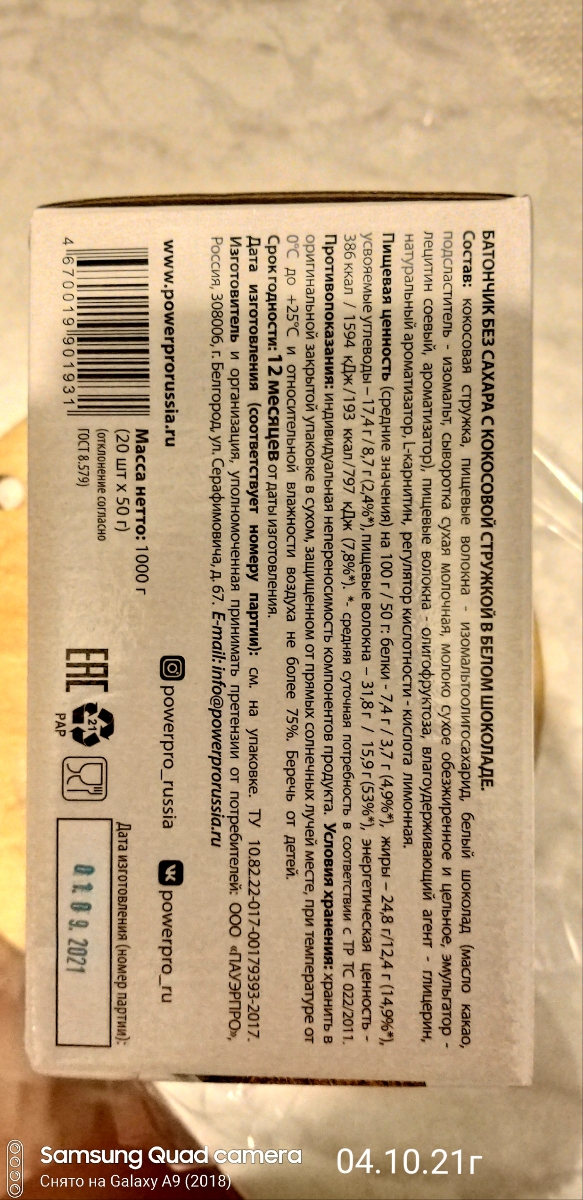 БАТОНЧИК БЕЗ САХАРА С КОКОСОВОЙ СТРУЖКОЙ В БЕЛОМ ШОКОЛАДЕ.
Состав: кокосовая стружка, пищевые волокна - изомальтоолигосахарид, белый шоколад (масло какао,
подсластитель - изомальт, сыворотка сухая молочная, молоко сухое обезжиренное и цельное, эмульгатор -
лецитин соевый, ароматизатор), пищевые волокна - олигофруктоза, влагоудерживающий агент - глицерин,
натуральный ароматизатор, L-карнитин, регулятор кислотности - кислота лимонная.
Пищевая ценность (средние значения) на 100 г / 50 г: белки - 7,4 г / 3,7 г (4,9%*), жиры – 24,8 г/12,4 г (14,9%*),
усвояемые углеводы – 17,4 г / 8,7 г (2,4%*), пищевые волокна – 31,8 г / 15,9 г (53%*), энергетическая ценность -
386 ккал / 1594 кДж /193 ккал/797 кДж (7,8%*). *- средняя суточная потребность в соответствии с ТР ТС 022/2011.
Противопоказания: индивидуальная непереносимость компонентов продукта. Условия хранения: хранить в
оригинальной закрытой упаковке в сухом, защищенном от прямых солнечных лучей месте, при температуре от
0°С до +25°С и относительной влажности воздуха не более 75%. Беречь от детей.
Срок годности: 12 месяцев от даты изготовления.
Дата изготовления (соответствует номеру партии): см. на упаковке. ТУ 10.82.22-017-00179393-2017.
Изготовитель и организация, уполномоченная принимать претензии от потребителей: ООО «ПАУЭРПРО»,
Россия, 308006, г. Белгород, ул. Серафимовича, д. 67. E-mail: info@powerprorussia.ru
www.powerprorussia.ru
powerpro_russia
powerpro_ru
4 670019 901931
Масса нетто: 1000 г
(20 шт х 50 г)
(отклонение согласно
ГОСТ 8.579)
EAC
21
PAP
Дата изготовления (номер партии):
01.09.2021
Samsung Quad camera
Снято на Galaxy A9 (2018)
04.10.21г